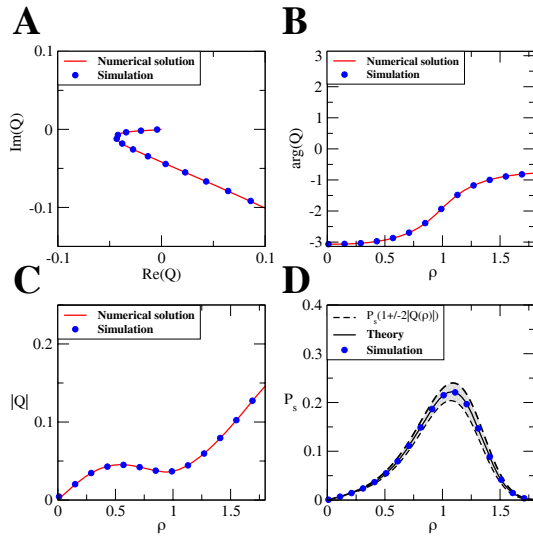 A
Numerical solution
Simulation
Im(Q)
0.1
0
-0.1
-0.1
0
0.1
Re(Q)
B
Numerical solution
Simulation
arg(Q)
3
2
1
0
-1
-2
-3
0
0.5
1
1.5
ρ
C
Numerical solution
Simulation
|Q|
0.2
0.1
0
0
0.5
1
1.5
ρ
D
P_s(1+/-2|Q(ρ)|)
Theory
Simulation
P_s
0.4
0.3
0.2
0.1
0
0
0.5
1
1.5
ρ